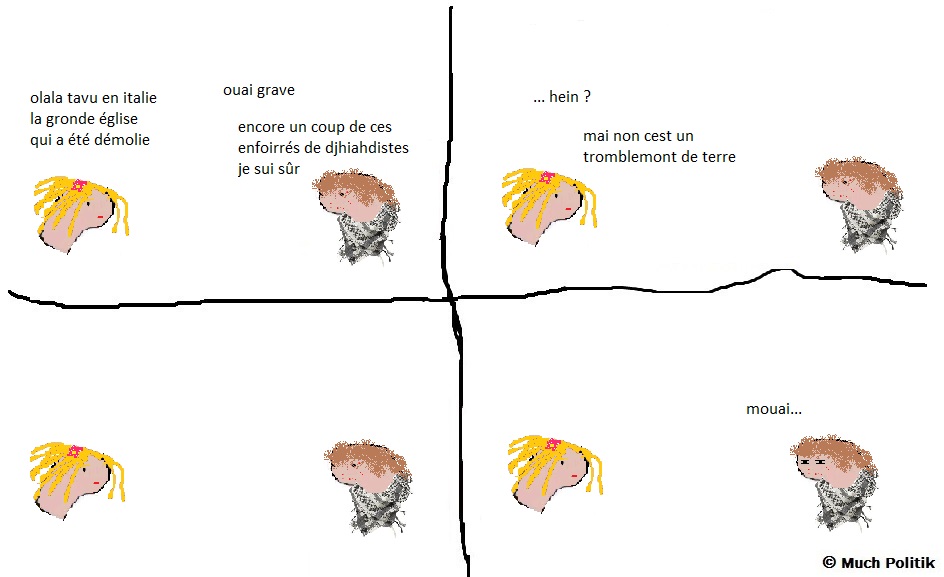 olala tavu en italie
la gronde église
qui a été démolie
ouai grave
encore un coup de ces
enfoirrés de djhiahdistes
je sui sûr
... hein ?
mai non cest un
tromblemont de terre
mouai...
© Much Politik